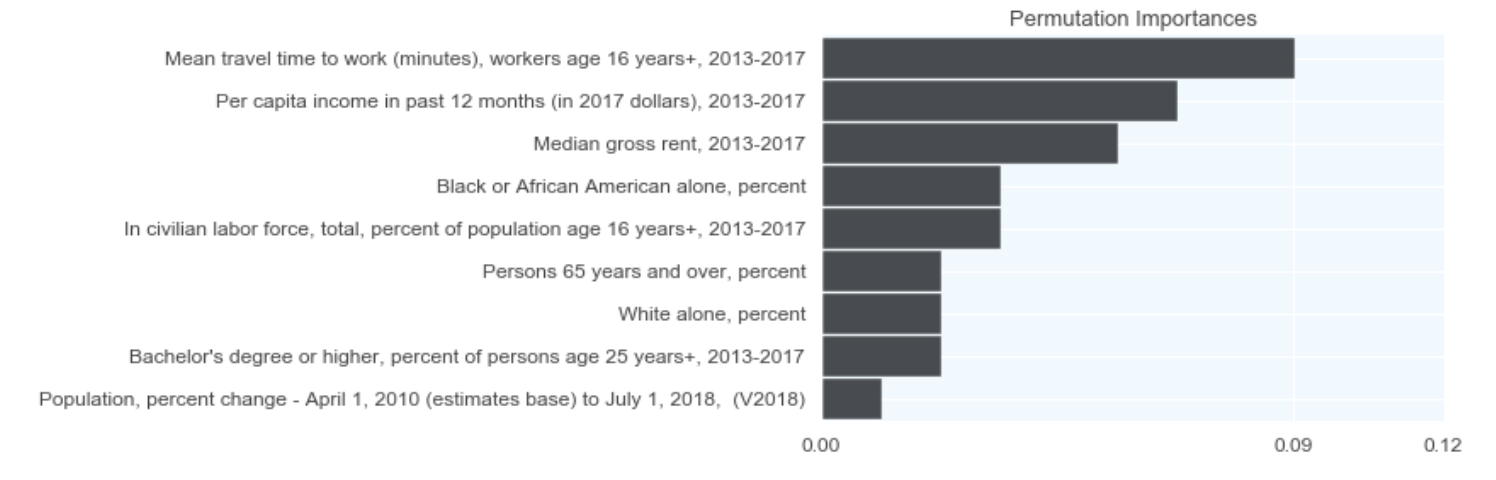 Permutation Importances
Mean travel time to work (minutes), workers age 16 years+, 2013-2017
Per capita income in past 12 months (in 2017 dollars), 2013-2017
Median gross rent, 2013-2017
Black or African American alone, percent
In civilian labor force, total, percent of population age 16 years+, 2013-2017
Persons 65 years and over, percent
White alone, percent
Bachelor's degree or higher, percent of persons age 25 years+, 2013-2017
Population, percent change - April 1, 2010 (estimates base) to July 1, 2018,  (V2018)
0.00 0.09 0.12